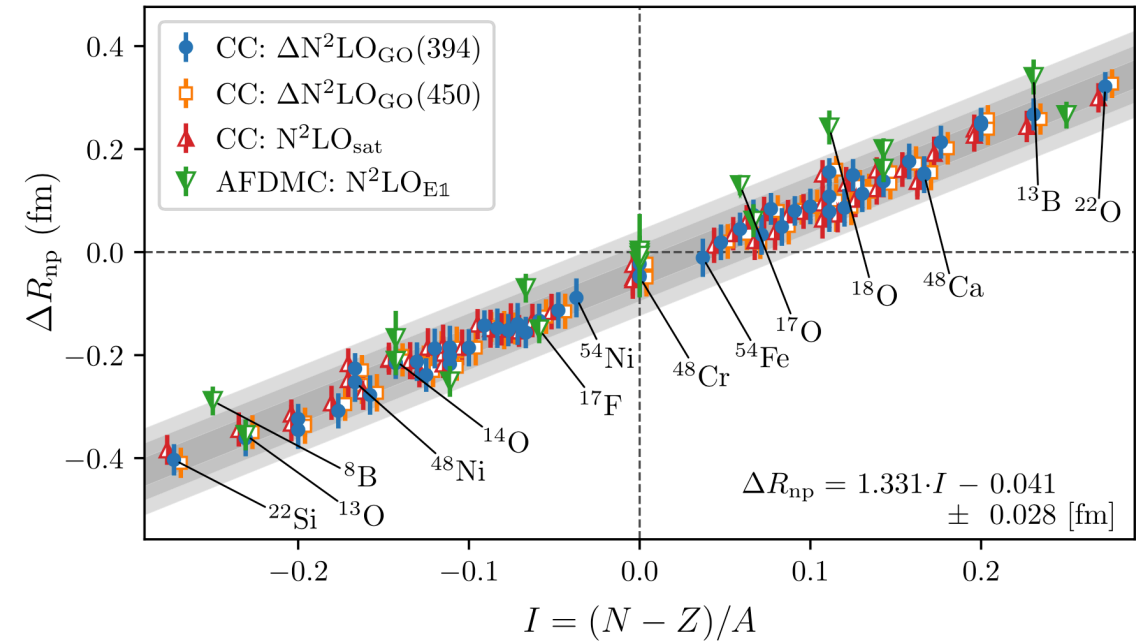 CC: ΔN²LO_GO(394)
CC: ΔN²LO_GO(450)
CC: N²LO_sat
AFDMC: N²LO_E𝟙
ΔR_np (fm)
0.4
0.2
0.0
−0.2
−0.4
¹³B
²²O
¹⁸O
⁴⁸Ca
¹⁷O
⁵⁴Ni
⁵⁴Fe
⁴⁸Cr
¹⁷F
¹⁴O
⁴⁸Ni
⁸B
¹³O
²²Si
ΔR_np = 1.331·I − 0.041
± 0.028 [fm]
−0.2 −0.1 0.0 0.1 0.2
I = (N − Z)/A